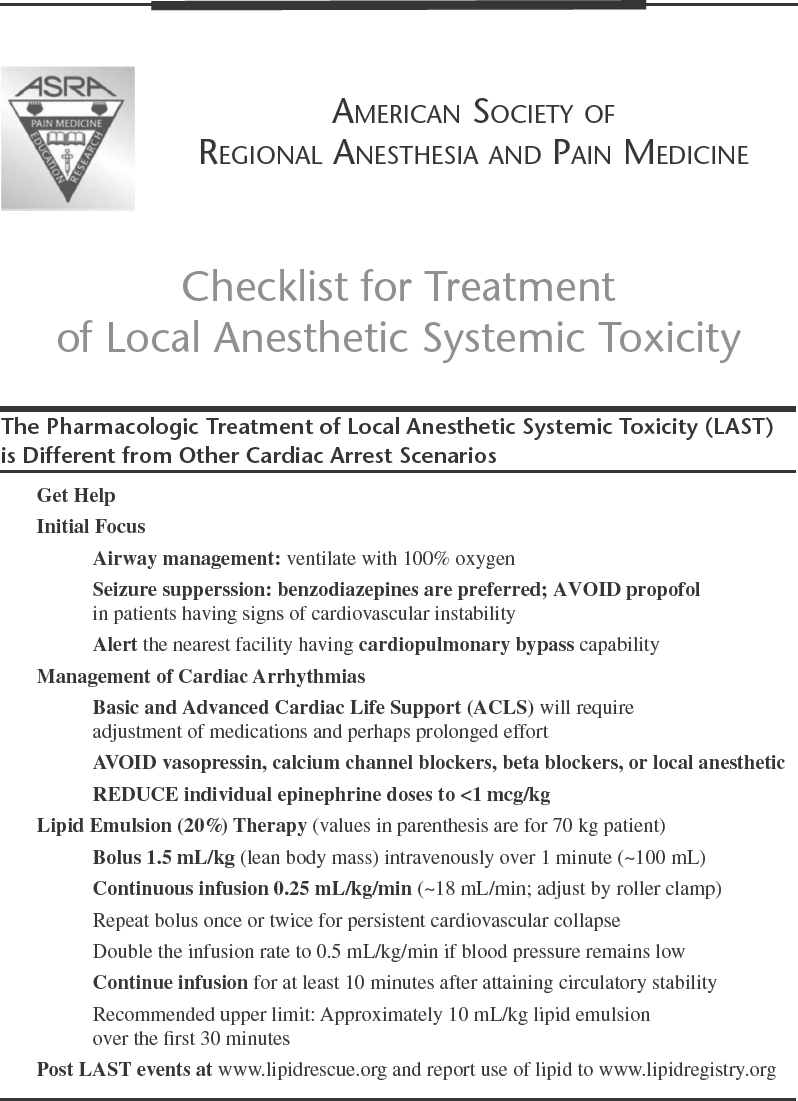 ASRA
PAIN MEDICINE
EDUCATION
RESEARCH
AMERICAN SOCIETY OF
REGIONAL ANESTHESIA AND PAIN MEDICINE
Checklist for Treatment
of Local Anesthetic Systemic Toxicity
The Pharmacologic Treatment of Local Anesthetic Systemic Toxicity (LAST)
is Different from Other Cardiac Arrest Scenarios
Get Help
Initial Focus
Airway management: ventilate with 100% oxygen
Seizure supperssion: benzodiazepines are preferred; AVOID propofol
in patients having signs of cardiovascular instability
Alert the nearest facility having cardiopulmonary bypass capability
Management of Cardiac Arrhythmias
Basic and Advanced Cardiac Life Support (ACLS) will require
adjustment of medications and perhaps prolonged effort
AVOID vasopressin, calcium channel blockers, beta blockers, or local anesthetic
REDUCE individual epinephrine doses to <1 mcg/kg
Lipid Emulsion (20%) Therapy (values in parenthesis are for 70 kg patient)
Bolus 1.5 mL/kg (lean body mass) intravenously over 1 minute (~100 mL)
Continuous infusion 0.25 mL/kg/min (~18 mL/min; adjust by roller clamp)
Repeat bolus once or twice for persistent cardiovascular collapse
Double the infusion rate to 0.5 mL/kg/min if blood pressure remains low
Continue infusion for at least 10 minutes after attaining circulatory stability
Recommended upper limit: Approximately 10 mL/kg lipid emulsion
over the first 30 minutes
Post LAST events at www.lipidrescue.org and report use of lipid to www.lipidregistry.org